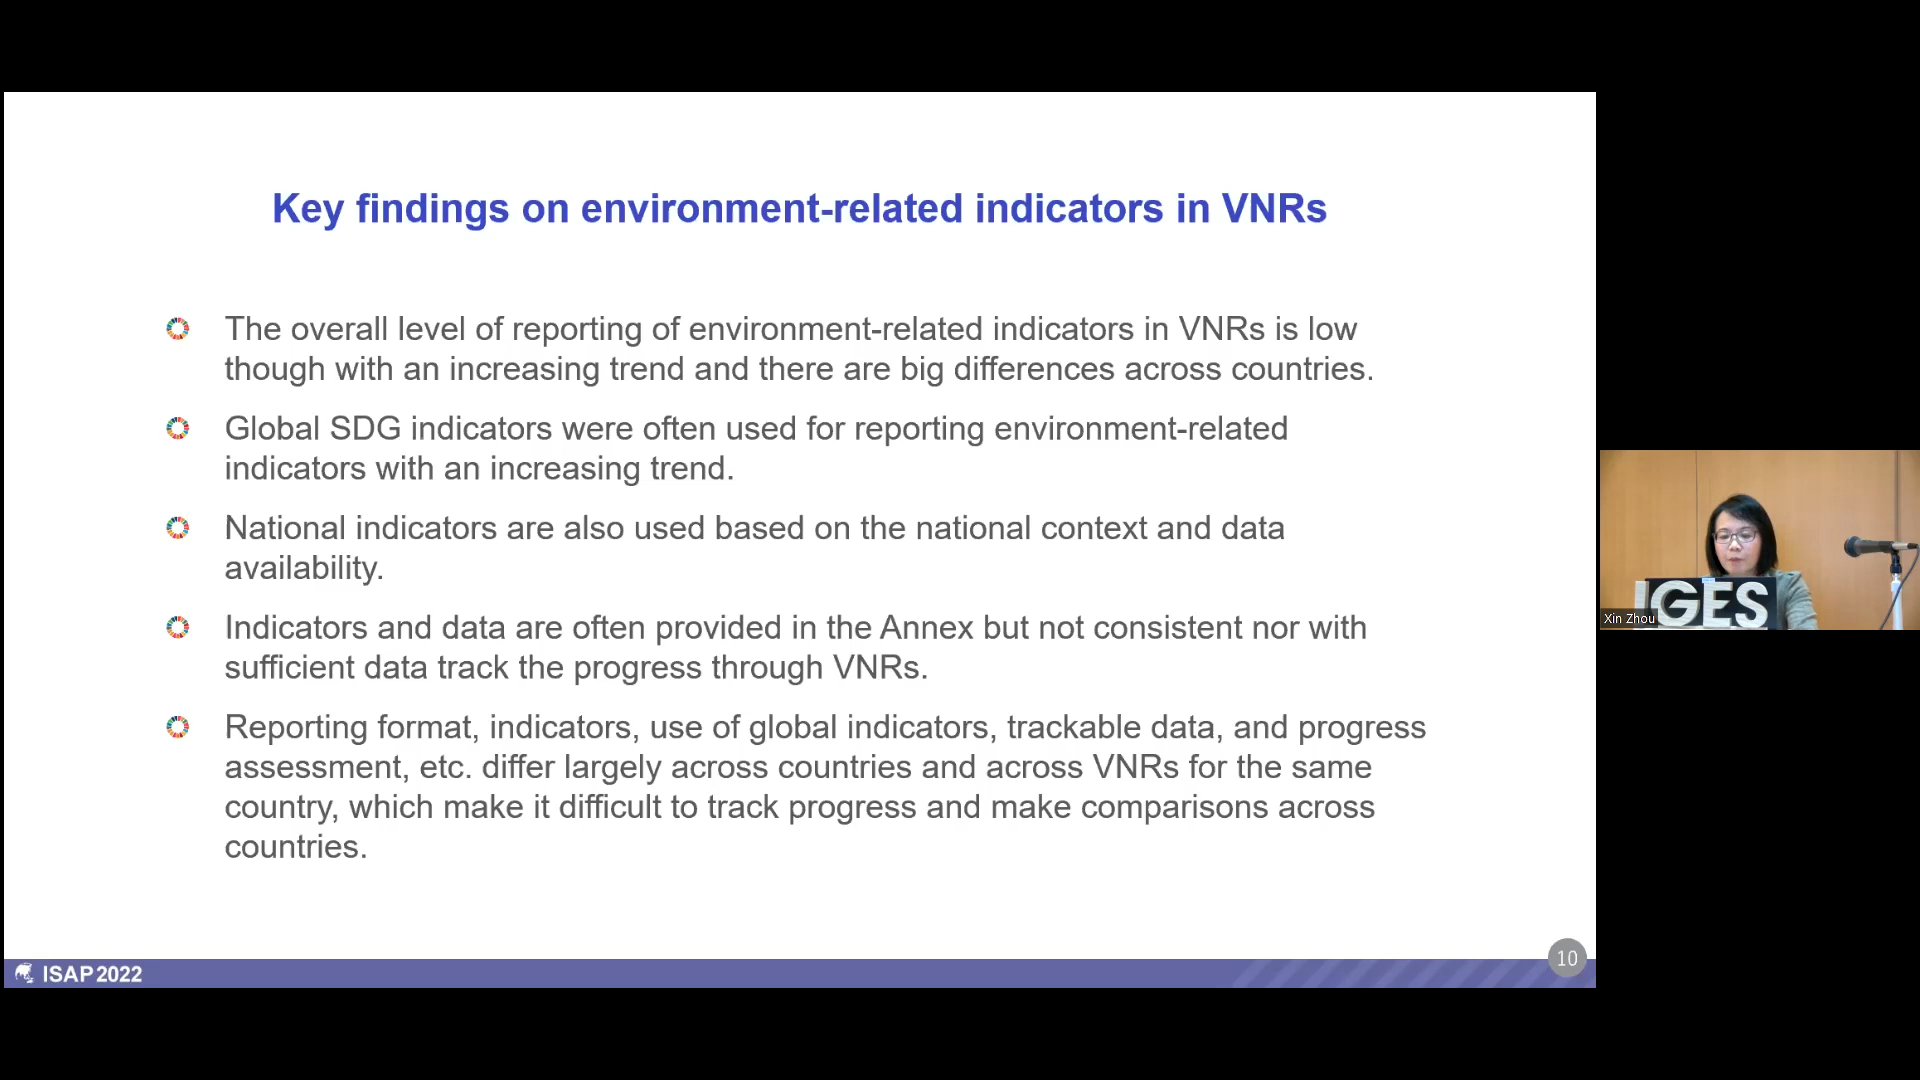 Key findings on environment-related indicators in VNRs
The overall level of reporting of environment-related indicators in VNRs is low
though with an increasing trend and there are big differences across countries.
Global SDG indicators were often used for reporting environment-related
indicators with an increasing trend.
National indicators are also used based on the national context and data
availability.
Indicators and data are often provided in the Annex but not consistent nor with
sufficient data track the progress through VNRs.
Reporting format, indicators, use of global indicators, trackable data, and progress
assessment, etc. differ largely across countries and across VNRs for the same
country, which make it difficult to track progress and make comparisons across
countries.
ISAP 2022
10
IGES
Xin Zhou